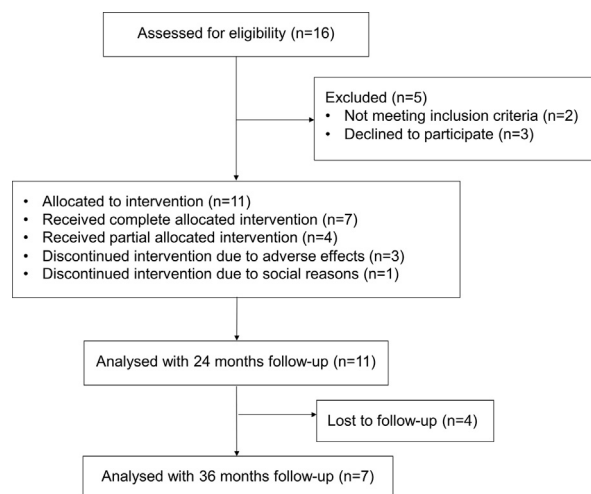 Assessed for eligibility (n=16)
Excluded (n=5)
• Not meeting inclusion criteria (n=2)
• Declined to participate (n=3)
• Allocated to intervention (n=11)
• Received complete allocated intervention (n=7)
• Received partial allocated intervention (n=4)
• Discontinued intervention due to adverse effects (n=3)
• Discontinued intervention due to social reasons (n=1)
Analysed with 24 months follow-up (n=11)
Lost to follow-up (n=4)
Analysed with 36 months follow-up (n=7)